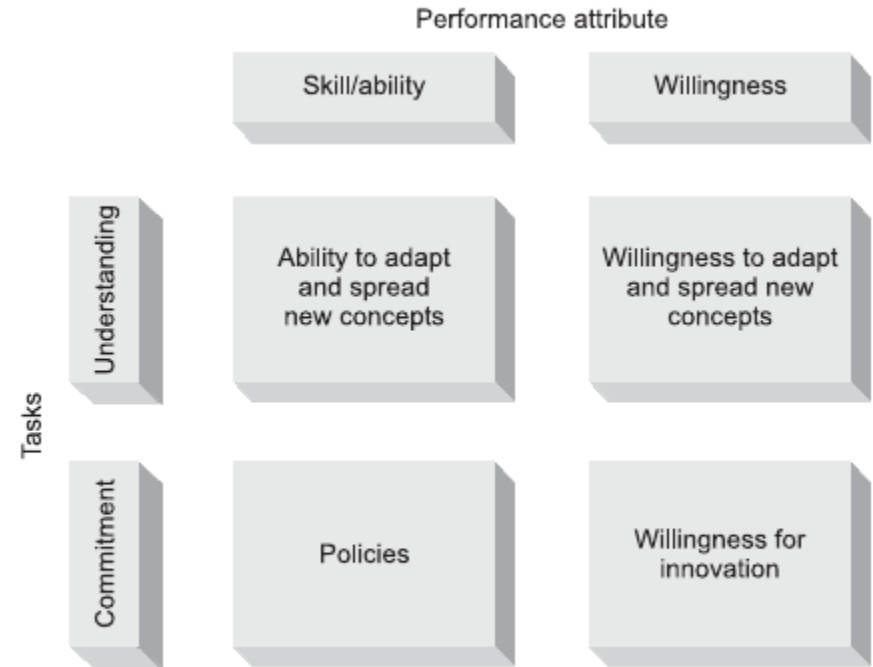 Performance attribute
Skill/ability
Willingness
Understanding
Ability to adapt
and spread
new concepts
Willingness to adapt
and spread new
concepts
Tasks
Commitment
Policies
Willingness for
innovation